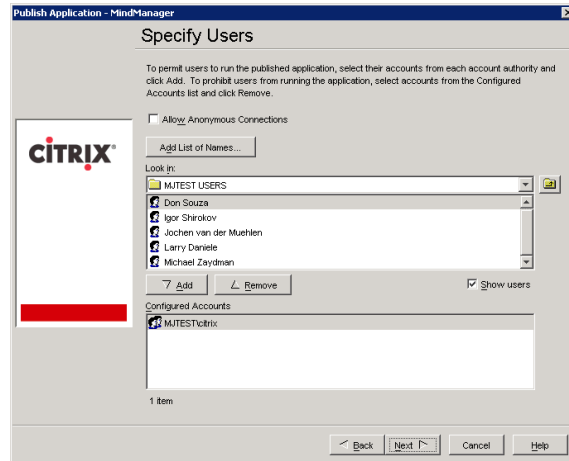 Publish Application - MindManager
Specify Users
To permit users to run the published application, select their accounts from each account authority and
click Add. To prohibit users from running the application, select accounts from the Configured
Accounts list and click Remove.
Allow Anonymous Connections
CITRIX®
Add List of Names...
Look in:
MJTEST USERS
Don Souza
Igor Shirokov
Jochen van der Muehlen
Larry Daniele
Michael Zaydman
Add
Remove
Show users
Configured Accounts
MJTEST\citrix
1 item
Back
Next
Cancel
Help